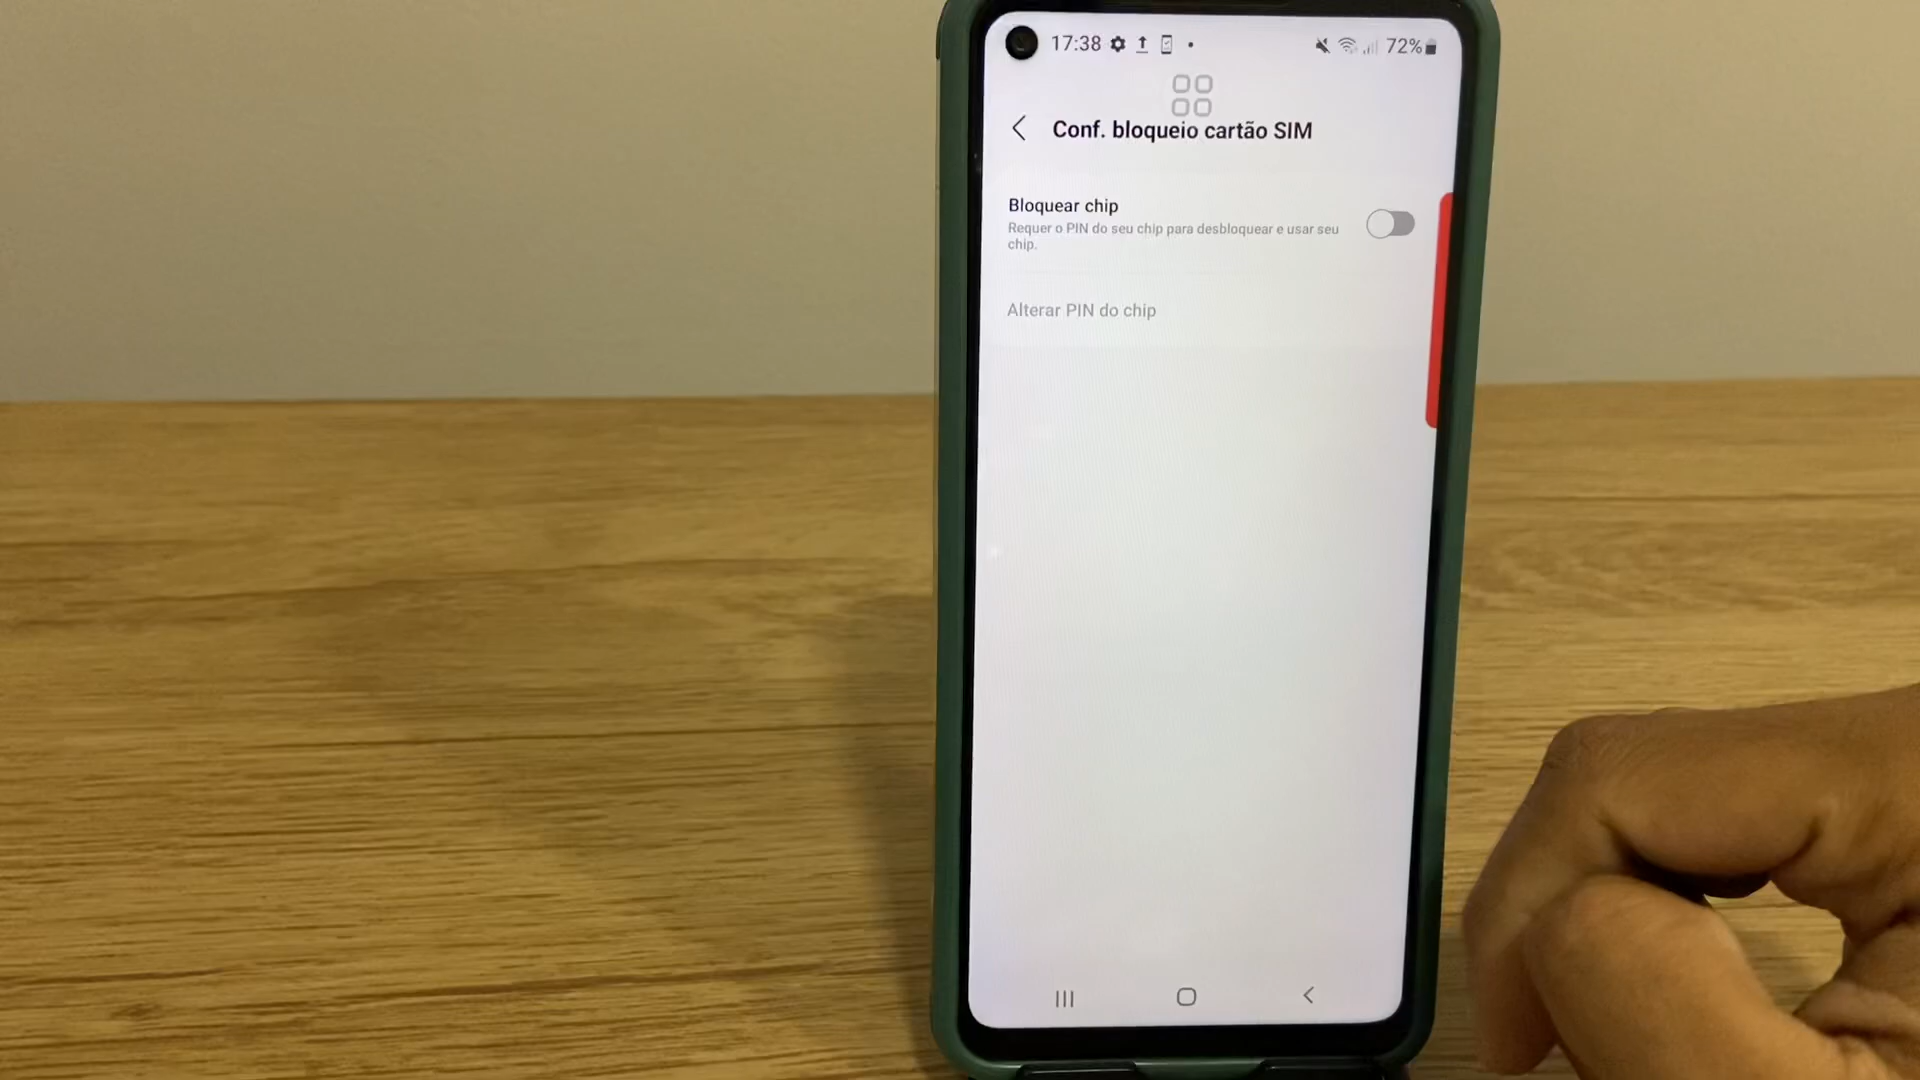 17:38
72%
Conf. bloqueio cartão SIM
Bloquear chip
Requer o PIN do seu chip para desbloquear e usar seu
chip.
Alterar PIN do chip